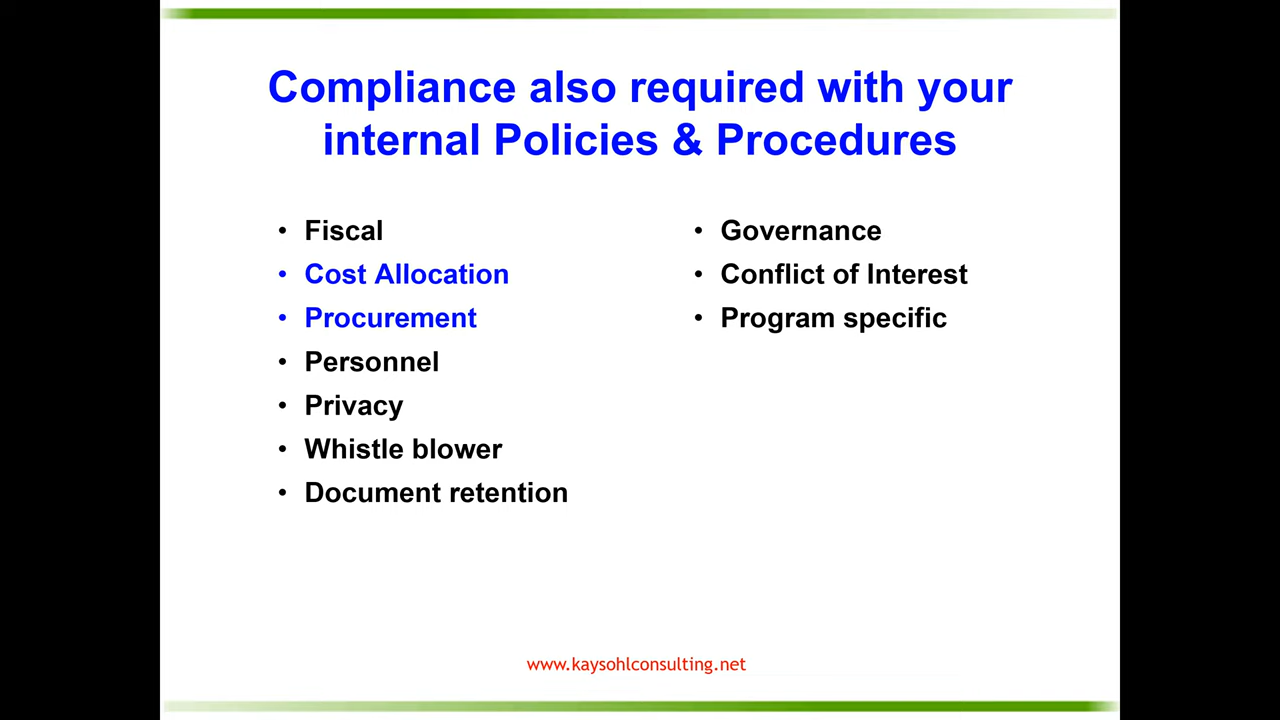 Compliance also required with your
internal Policies & Procedures
• Fiscal
• Cost Allocation
• Procurement
• Personnel
• Privacy
• Whistle blower
• Document retention
• Governance
• Conflict of Interest
• Program specific
www.kaysohlconsulting.net